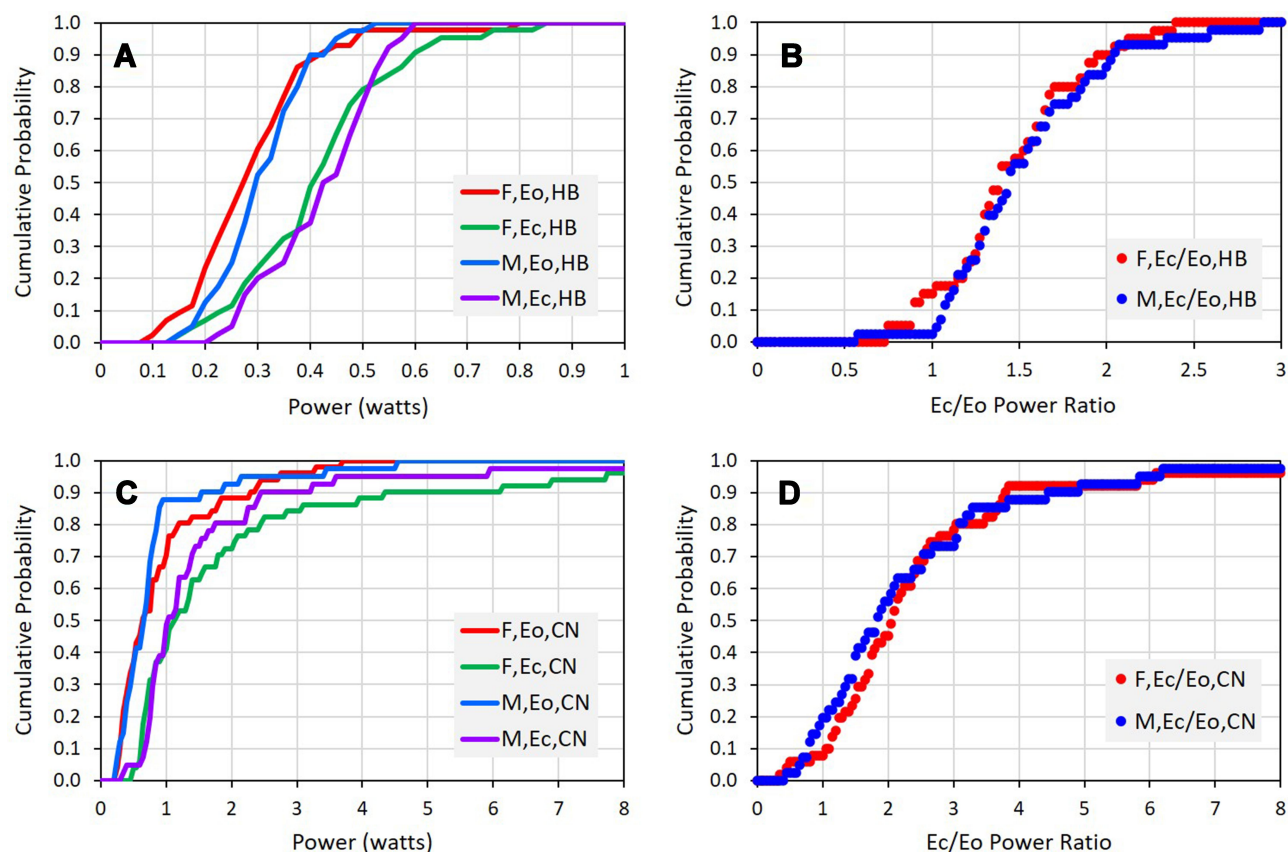 A
Cumulative Probability
1.0
0.9
0.8
0.7
0.6
0.5
0.4
0.3
0.2
0.1
0.0
0 0.1 0.2 0.3 0.4 0.5 0.6 0.7 0.8 0.9 1
Power (watts)
F,Eo,HB
F,Ec,HB
M,Eo,HB
M,Ec,HB
B
Cumulatirve Probability
1.0
0.9
0.8
0.7
0.6
0.5
0.4
0.3
0.2
0.1
0.0
0 0.5 1 1.5 2 2.5 3
Ec/Eo Power Ratio
F,Ec/Eo,HB
M,Ec/Eo,HB
C
Cumulative Probability
1.0
0.9
0.8
0.7
0.6
0.5
0.4
0.3
0.2
0.1
0.0
0 1 2 3 4 5 6 7 8
Power (watts)
F,Eo,CN
F,Ec,CN
M,Eo,CN
M,Ec,CN
D
Cumulative Probability
1.0
0.9
0.8
0.7
0.6
0.5
0.4
0.3
0.2
0.1
0.0
0 1 2 3 4 5 6 7 8
Ec/Eo Power Ratio
F,Ec/Eo,CN
M,Ec/Eo,CN